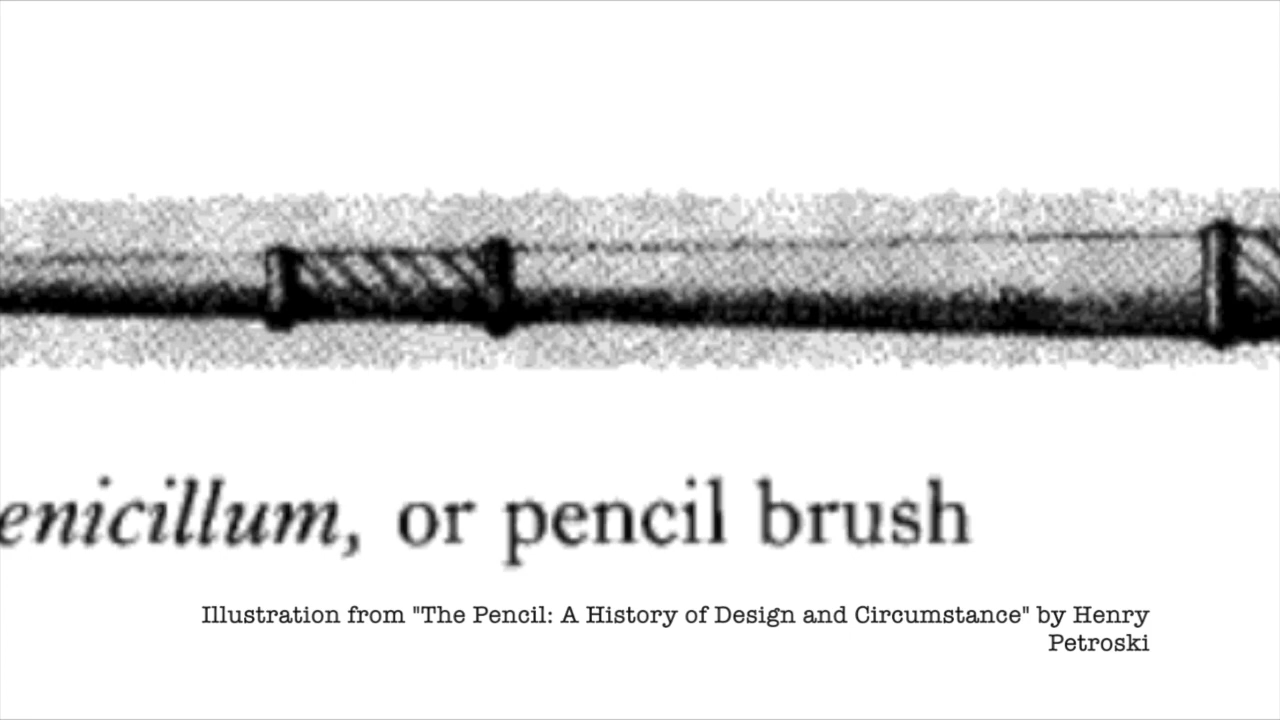 enicillum, or pencil brush
Illustration from "The Pencil: A History of Design and Circumstance" by Henry
Petroski